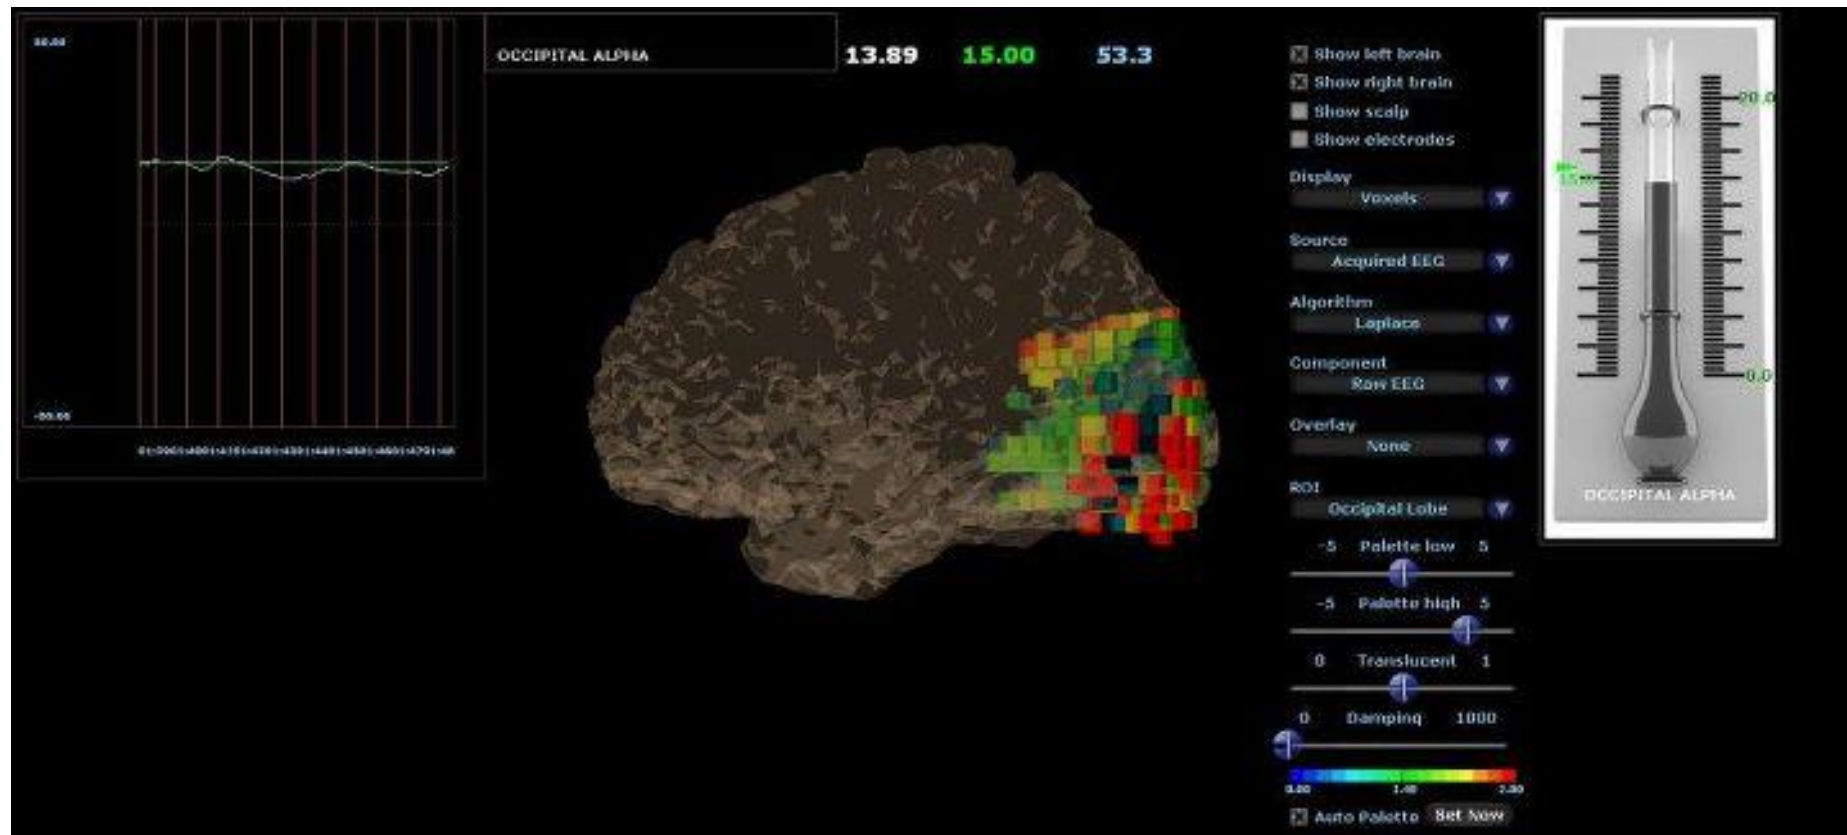 OCCIPITAL ALPHA 13.89 15.00 53.3
Show left brain
Show right brain
Show scalp
Show electrodes
Display
Voxels
Source
Acquired EEG
Algorithm
Laplace
Component
Raw EEG
Overlay
None
ROI
Occipital Lobe
-5 Palette low 5
-5 Palette high 5
0 Translucent 1
0 Damping 1000
0.00 2.80
Auto Palette Set Now
20.0
0.0
OCCIPITAL ALPHA